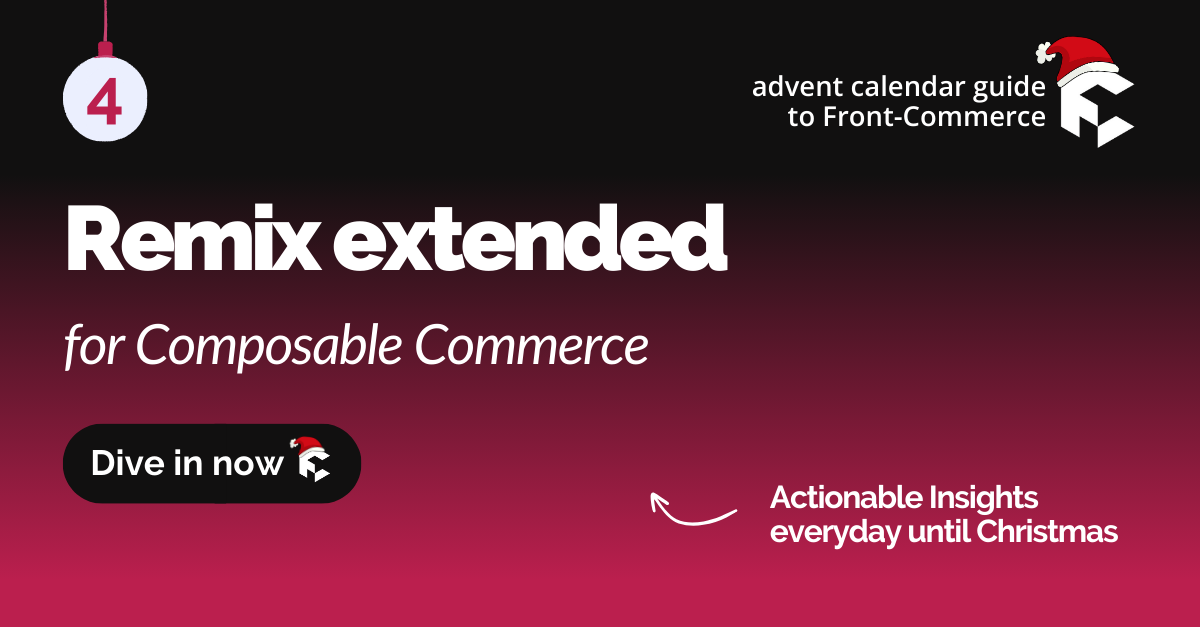 4
advent calendar guide
to Front-Commerce
Remix extended
for Composable Commerce
Dive in now
Actionable Insights
everyday until Christmas